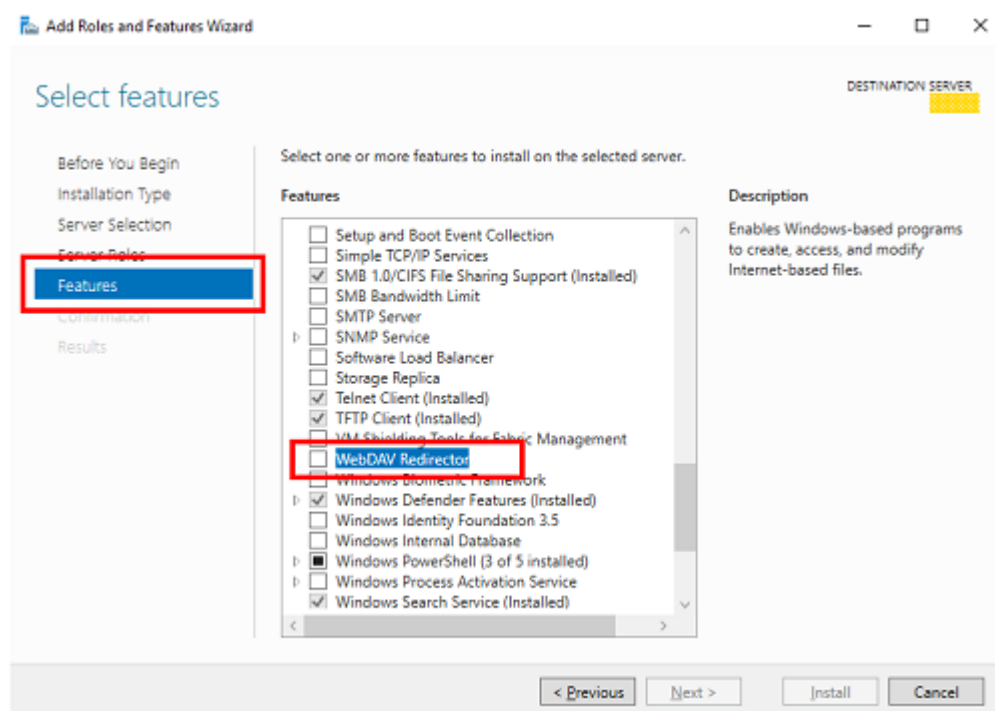 Add Roles and Features Wizard
Select features
DESTINATION SERVER
Before You Begin
Installation Type
Server Selection
Server Roles
Features
Confirmation
Results
Select one or more features to install on the selected server.
Features
Setup and Boot Event Collection
Simple TCP/IP Services
SMB 1.0/CIFS File Sharing Support (Installed)
SMB Bandwidth Limit
SMTP Server
SNMP Service
Software Load Balancer
Storage Replica
Telnet Client (Installed)
TFTP Client (Installed)
VM Shielding Tools for Fabric Management
WebDAV Redirector
Windows Biometric Framework
Windows Defender Features (Installed)
Windows Identity Foundation 3.5
Windows Internal Database
Windows PowerShell (3 of 5 installed)
Windows Process Activation Service
Windows Search Service (Installed)
Description
Enables Windows-based programs
to create, access, and modify
Internet-based files.
< Previous
Next >
Install
Cancel